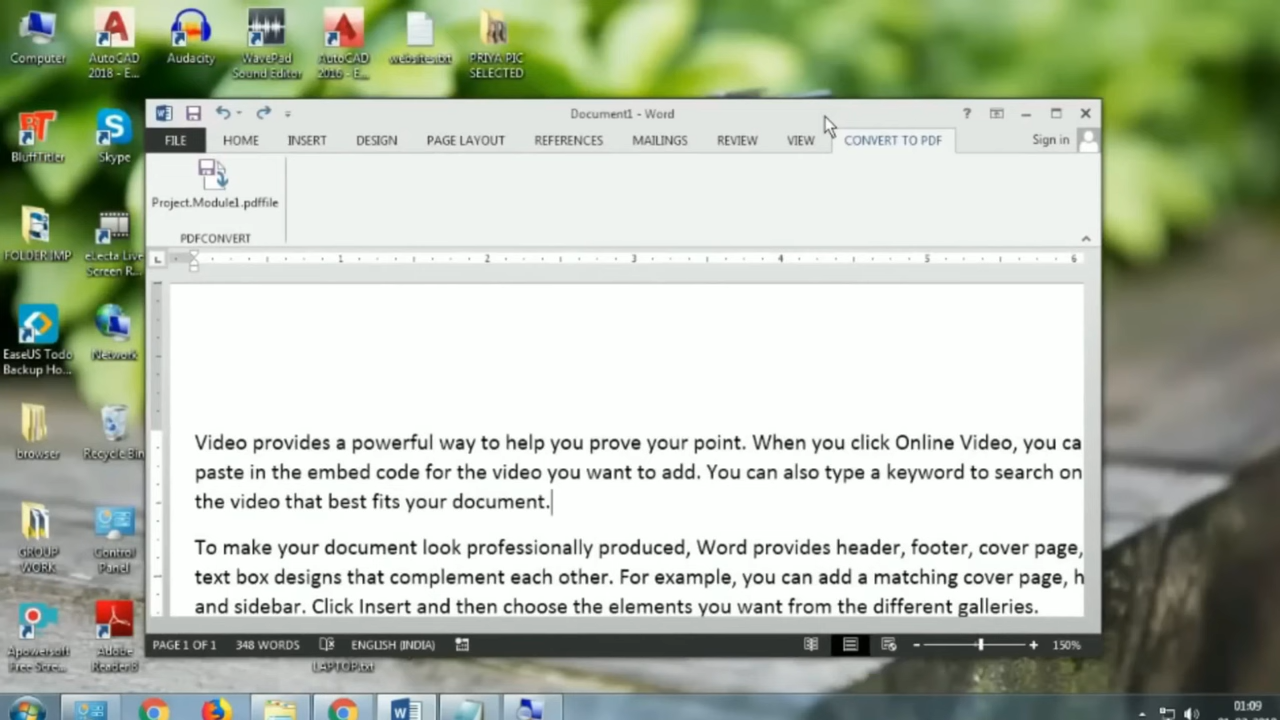 Computer
AutoCAD
2018 - E...
Audacity
WavePad
Sound Editor
AutoCAD
2016 - E...
websitestxt
PRIYA PIC
SELECTED
BluffTitler
Skype
FOLDER IMP
eLecta Live
Screen R...
EaseUS Todo
Backup Ho...
Network
browser
Recycle Bin
GROUP
WORK
Control
Panel
Apowersoft
Free Scre...
Adobe
Reader8
LAPTOP.txt
Document1 - Word
?
FILE
HOME
INSERT
DESIGN
PAGE LAYOUT
REFERENCES
MAILINGS
REVIEW
VIEW
CONVERT TO PDF
Sign in
Project.Module1.pdffile
PDFCONVERT
1 2 3 4 5 6
Video provides a powerful way to help you prove your point. When you click Online Video, you ca
paste in the embed code for the video you want to add. You can also type a keyword to search on
the video that best fits your document.
To make your document look professionally produced, Word provides header, footer, cover page,
text box designs that complement each other. For example, you can add a matching cover page, h
and sidebar. Click Insert and then choose the elements you want from the different galleries.
PAGE 1 OF 1
348 WORDS
ENGLISH (INDIA)
150%
01:09